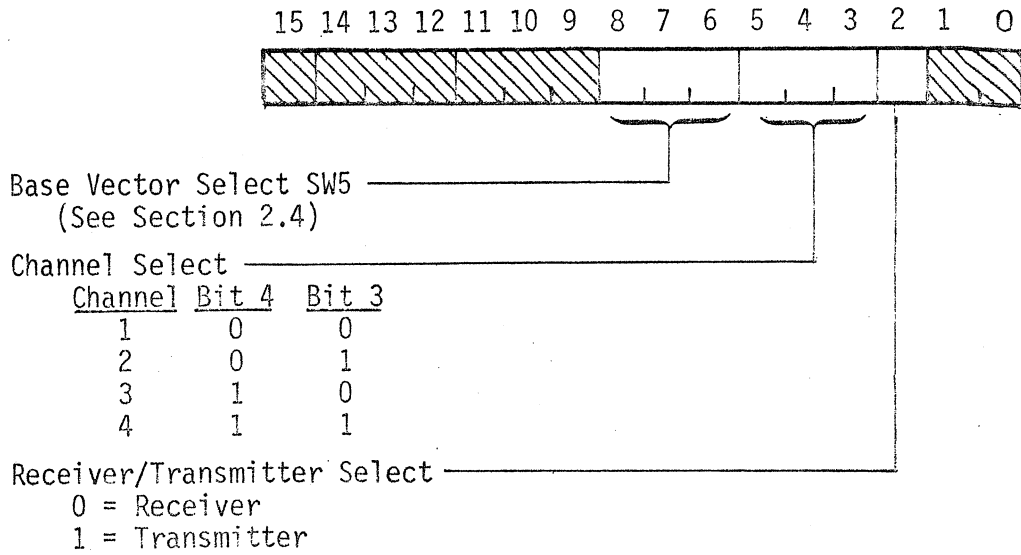 15 14 13 12 11 10 9 8 7 6 5 4 3 2 1 0
Base Vector Select SW5
(See Section 2.4)
Channel Select
Channel Bit 4 Bit 3
1 0 0
2 0 1
3 1 0
4 1 1
Receiver/Transmitter Select
0 = Receiver
1 = Transmitter